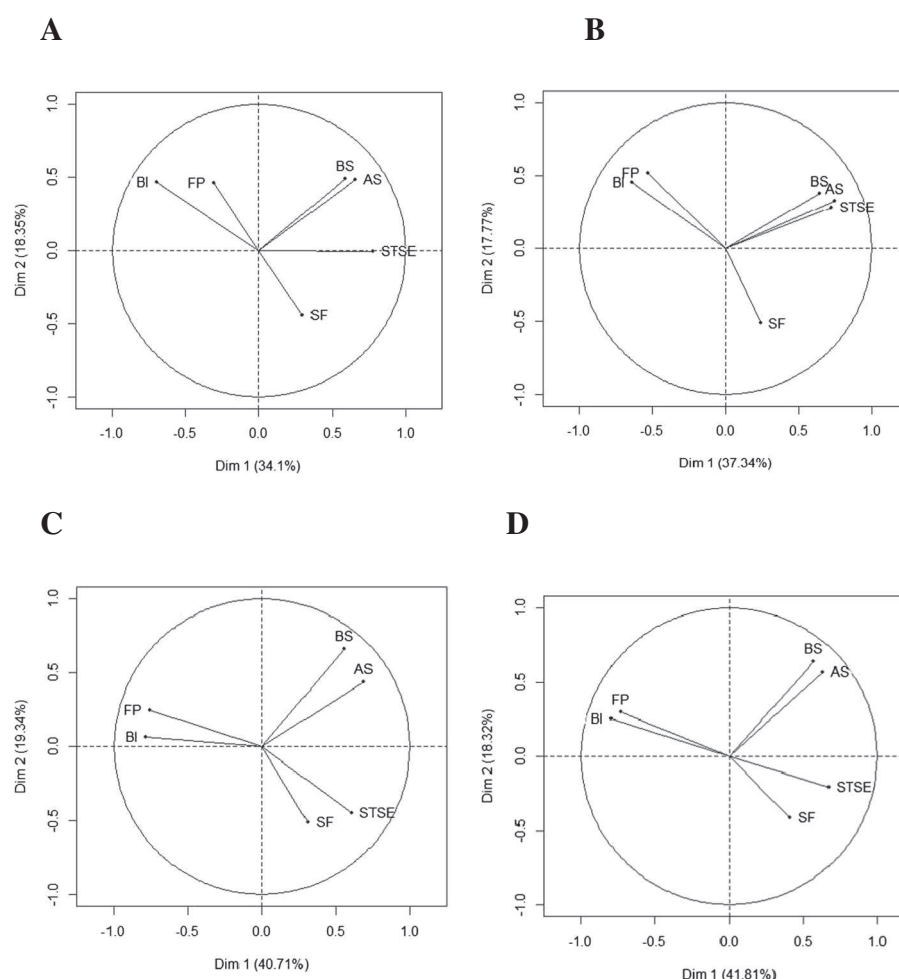 A
B
1.0
0.5
0.0
-0.5
-1.0
Dim 2 (18.35%)
BI
FP
BS
AS
STSE
SF
-1.0
-0.5
0.0
0.5
1.0
Dim 1 (34.1%)
1.0
0.5
0.0
-0.5
-1.0
Dim 2 (17.77%)
FP
BI
BS
AS
STSE
SF
-1.0
-0.5
0.0
0.5
1.0
Dim 1 (37.34%)
C
D
1.0
0.5
0.0
-0.5
-1.0
Dim 2 (19.34%)
BS
AS
FP
BI
STSE
SF
-1.0
-0.5
0.0
0.5
1.0
Dim 1 (40.71%)
1.0
0.5
0.0
-0.5
-1.0
Dim 2 (18.32%)
BS
AS
FP
BI
STSE
SF
-1.0
-0.5
0.0
0.5
1.0
Dim 1 (41.81%)